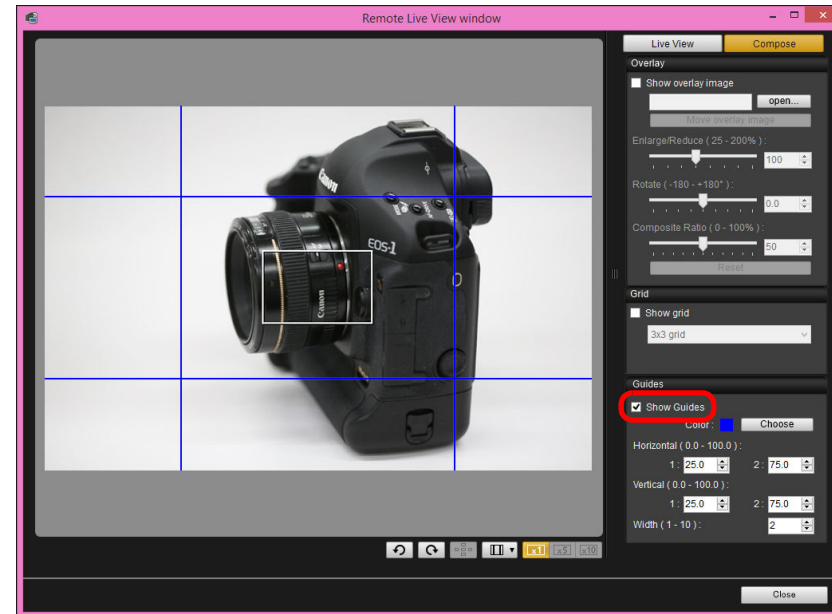 Remote Live View window
Live View
Compose
Overlay
Show overlay image
open...
Move overlay image
Enlarge/Reduce ( 25 - 200% ) :
100
Rotate ( -180 - +180° ) :
0.0
Composite Ratio ( 0 - 100% ) :
50
Reset
Grid
Show grid
3x3 grid
Guides
Show Guides
Color :
Choose
Horizontal ( 0.0 - 100.0 ) :
1 : 25.0 2 : 75.0
Vertical ( 0.0 - 100.0 ) :
1 : 25.0 2 : 75.0
Width ( 1 - 10 ) : 2
Canon
EOS-1
Canon
x1 x5 x10
Close